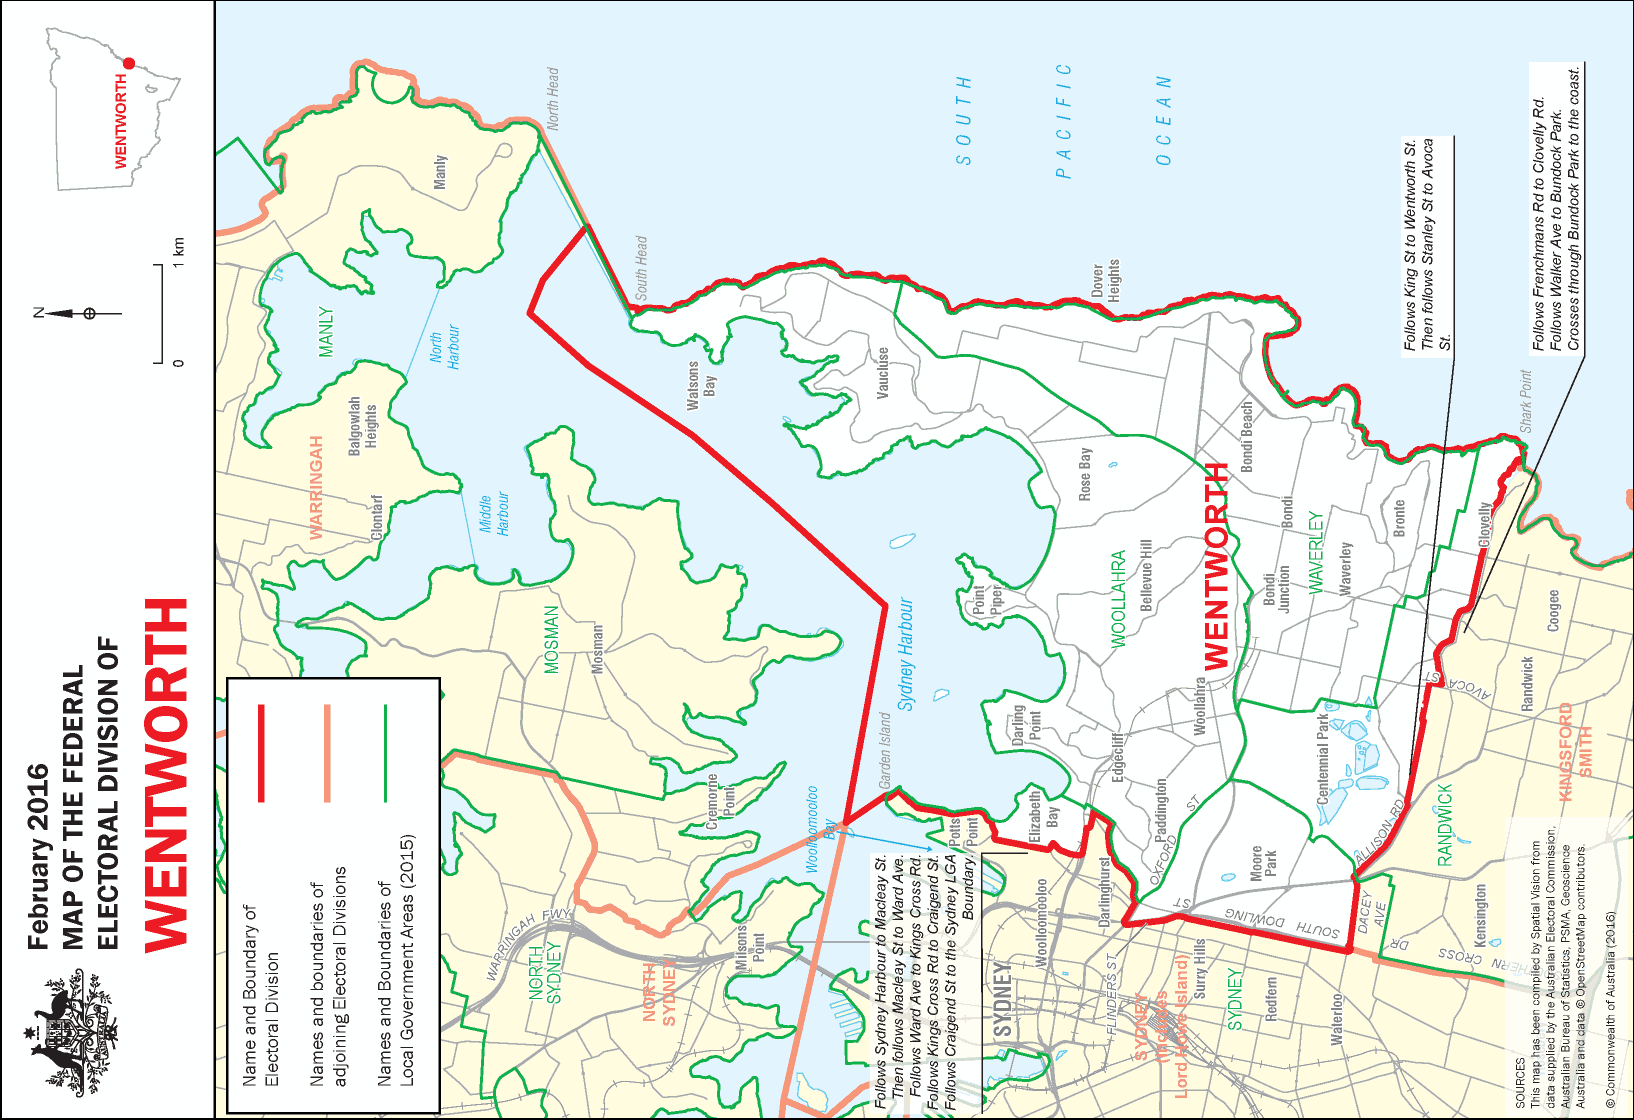 February 2016
MAP OF THE FEDERAL
ELECTORAL DIVISION OF
WENTWORTH
N
0
1 km
WENTWORTH
Name and Boundary of
Electoral Division
Names and boundaries of
adjoining Electoral Divisions
Names and Boundaries of
Local Government Areas (2015)
MANLY
Manly
North Head
South Head
North
Harbour
Balgowlah
Heights
WARRINGAH
Clontarf
Middle
Harbour
MOSMAN
Mosman
Cremorne
Point
WARRINGAH FWY
NORTH
SYDNEY
NORTH
SYDNEY
Milsons
Point
Woolloomooloo
Bay
Garden Island
Sydney Harbour
Watsons
Bay
Vaucluse
Dover
Heights
SOUTH
PACIFIC
OCEAN
Rose Bay
Bondi Beach
Point
Piper
WOOLLAHRA
Bellevue Hill
WENTWORTH
Bondi
Bondi
Junction
WAVERLEY
Waverley
Bronte
Clovelly
Shark Point
Darling
Point
Edgecliff
Woollahra
Centennial Park
Elizabeth
Bay
Potts
Point
Paddington
OXFORD ST
Moore
Park
ALLISON RD
AVOCA ST
Coogee
Randwick
RANDWICK
KINGSFORD
SMITH
Kensington
DACEY
AVE
SOUTH DOWLING ST
Darlinghurst
Woolloomooloo
SYDNEY
FLINDERS ST
Surry Hills
SYDNEY
(includes
Lord Howe Island)
SYDNEY
Redfern
Waterloo
SOUTHERN CROSS DR
Follows Sydney Harbour to Macleay St.
Then follows Macleay St to Ward Ave.
Follows Ward Ave to Kings Cross Rd.
Follows Kings Cross Rd to Craigend St.
Follows Craigend St to the Sydney LGA
Boundary.
Follows King St to Wentworth St.
Then follows Stanley St to Avoca
St.
Follows Frenchmans Rd to Clovelly Rd.
Follows Walker Ave to Bundock Park.
Crosses through Bundock Park to the coast.
SOURCES
This map has been compiled by Spatial Vision from
data supplied by the Australian Electoral Commission,
Australian Bureau of Statistics, PSMA, Geoscience
Australia and data © OpenStreetMap contributors.
© Commonwealth of Australia (2016)